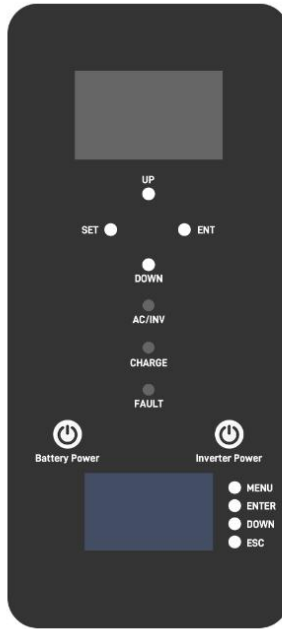 UP
SET ENT
DOWN
AC/INV
CHARGE
FAULT
Battery Power Inverter Power
MENU
ENTER
DOWN
ESC